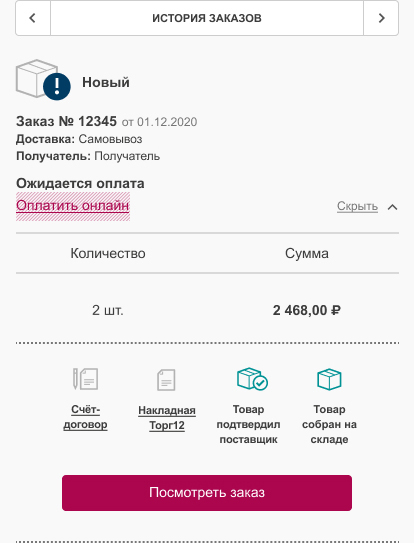 ИСТОРИЯ ЗАКАЗОВ
Новый
Заказ № 12345 от 01.12.2020
Доставка: Самовывоз
Получатель: Получатель
Ожидается оплата
Оплатить онлайн Скрыть
Количество Сумма
2 шт. 2 468,00 ₽
Счёт-
договор
Накладная
Торг12
Товар
подтвердил
поставщик
Товар
собран на
складе
Посмотреть заказ